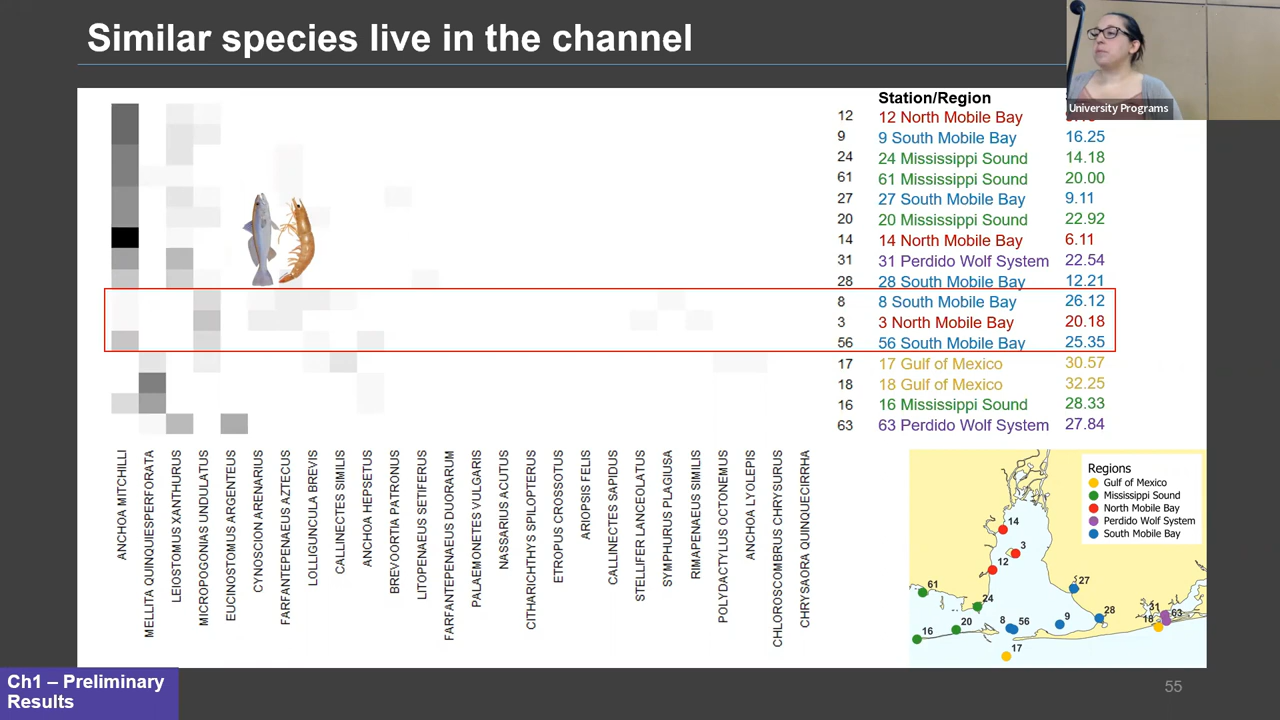 Similar species live in the channel
University Programs
Station/Region
12 12 North Mobile Bay
9 9 South Mobile Bay 16.25
24 24 Mississippi Sound 14.18
61 61 Mississippi Sound 20.00
27 27 South Mobile Bay 9.11
20 20 Mississippi Sound 22.92
14 14 North Mobile Bay 6.11
31 31 Perdido Wolf System 22.54
28 28 South Mobile Bay 12.21
8 8 South Mobile Bay 26.12
3 3 North Mobile Bay 20.18
56 56 South Mobile Bay 25.35
17 17 Gulf of Mexico 30.57
18 18 Gulf of Mexico 32.25
16 16 Mississippi Sound 28.33
63 63 Perdido Wolf System 27.84
ANCHOA MITCHILLI
MELLITA QUINQUIESPERFORATA
LEIOSTOMUS XANTHURUS
MICROPOGONIAS UNDULATUS
EUCINOSTOMUS ARGENTEUS
CYNOSCION ARENARIUS
FARFANTEPENAEUS AZTECUS
LOLLIGUNCULA BREVIS
CALLINECTES SIMILIS
ANCHOA HEPSETUS
BREVOORTIA PATRONUS
LITOPENAEUS SETIFERUS
FARFANTEPENAEUS DUORARUM
PALAEMONETES VULGARIS
NASSARIUS ACUTUS
CITHARICHTHYS SPILOPTERUS
ETROPUS CROSSOTUS
ARIOPSIS FELIS
CALLINECTES SAPIDUS
STELLIFER LANCEOLATUS
SYMPHURUS PLAGIUSA
RIMAPENAEUS SIMILIS
POLYDACTYLUS OCTONEMUS
ANCHOA LYOLEPIS
CHLOROSCOMBRUS CHRYSURUS
CHRYSAORA QUINQUECIRRHA
Regions
Gulf of Mexico
Mississippi Sound
North Mobile Bay
Perdido Wolf System
South Mobile Bay
14
3
12
27
61
24
31
63
28
9
20
8
56
18
16
17
Ch1 – Preliminary
Results
55